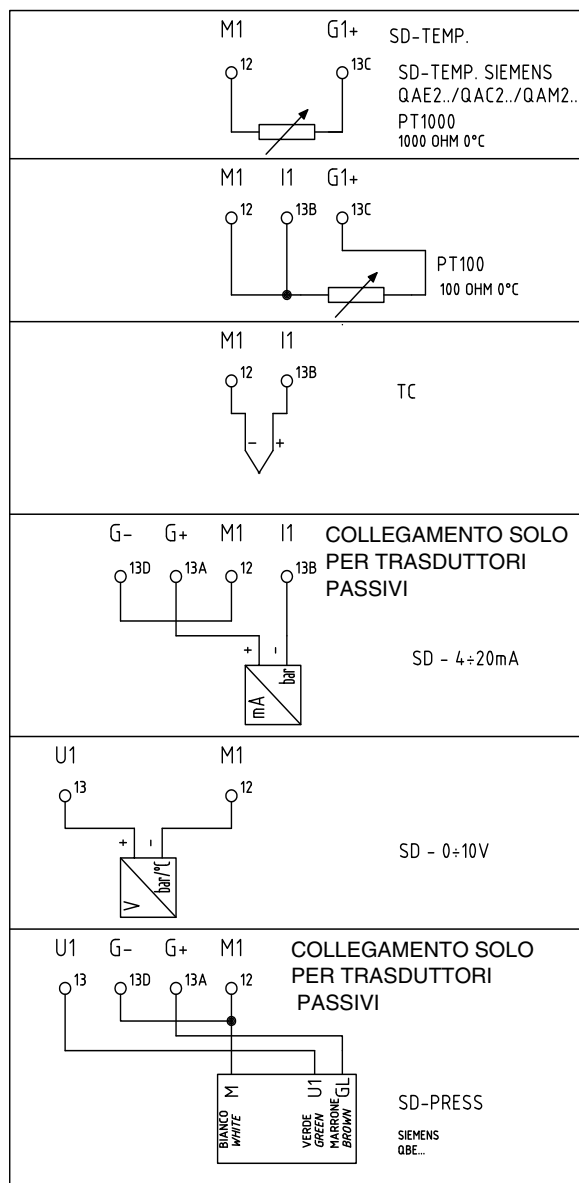 M1 G1+ SD-TEMP.
12 13C SD-TEMP. SIEMENS
QAE2../QAC2../QAM2..
PT1000
1000 OHM 0°C
M1 I1 G1+
12 13B 13C
PT100
100 OHM 0°C
M1 I1
12 13B
TC
- +
G- G+ M1 I1 COLLEGAMENTO SOLO
13D 13A 12 13B PER TRASDUTTORI
PASSIVI
+ -
mA bar
SD - 4÷20mA
U1 M1
13 12
+ -
V bar/°C
SD - 0÷10V
U1 G- G+ M1 COLLEGAMENTO SOLO
13 13D 13A 12 PER TRASDUTTORI
PASSIVI
M U1 GL
BIANCO VERDE MARRONE
WHITE GREEN BROWN
SD-PRESS
SIEMENS
QBE...